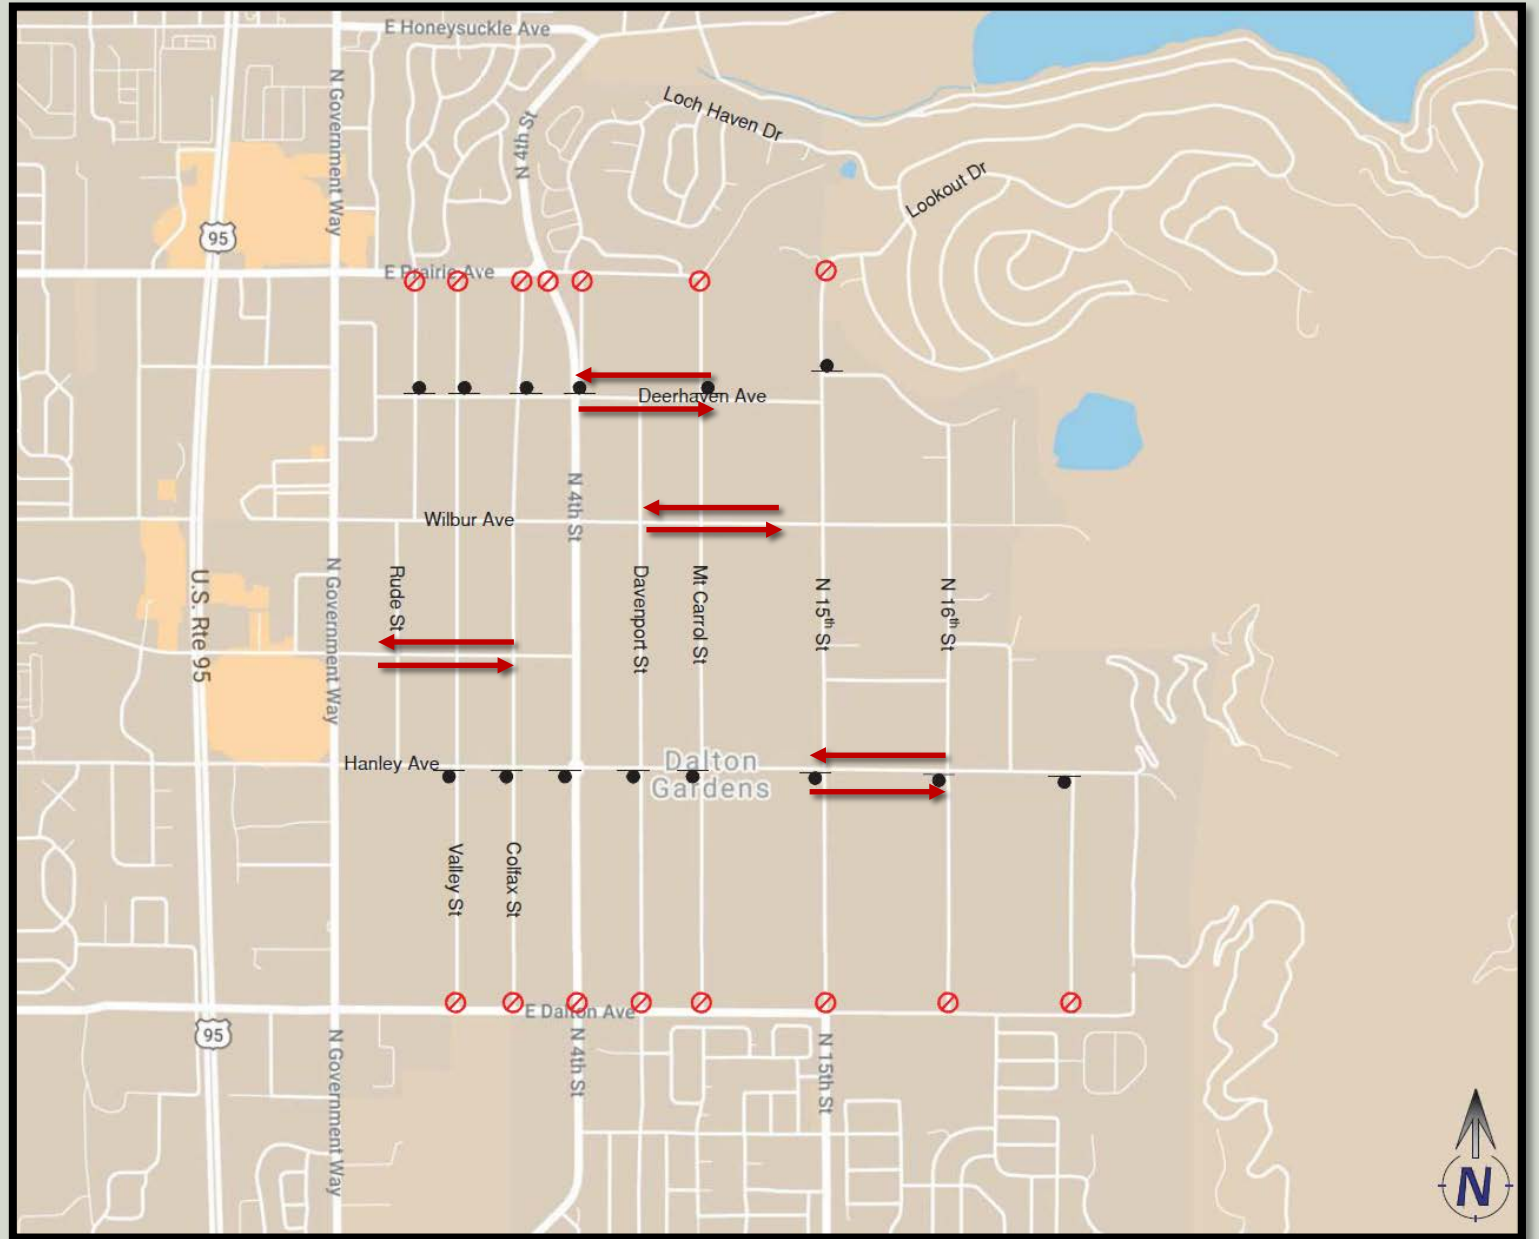 E Honeysuckle Ave
N Government Way
N 4th St
Loch Haven Dr
Lookout Dr
95
E Prairie Ave
Deerhaven Ave
N 4th St
Wilbur Ave
N Government Way
U.S. Rte 95
Rude St
Davenport St
Mt Carrol St
N 15th St
N 16th St
Hanley Ave
Dalton
Gardens
Valley St
Colfax St
E Dalton Ave
95
N Government Way
N 4th St
N 15th St
N